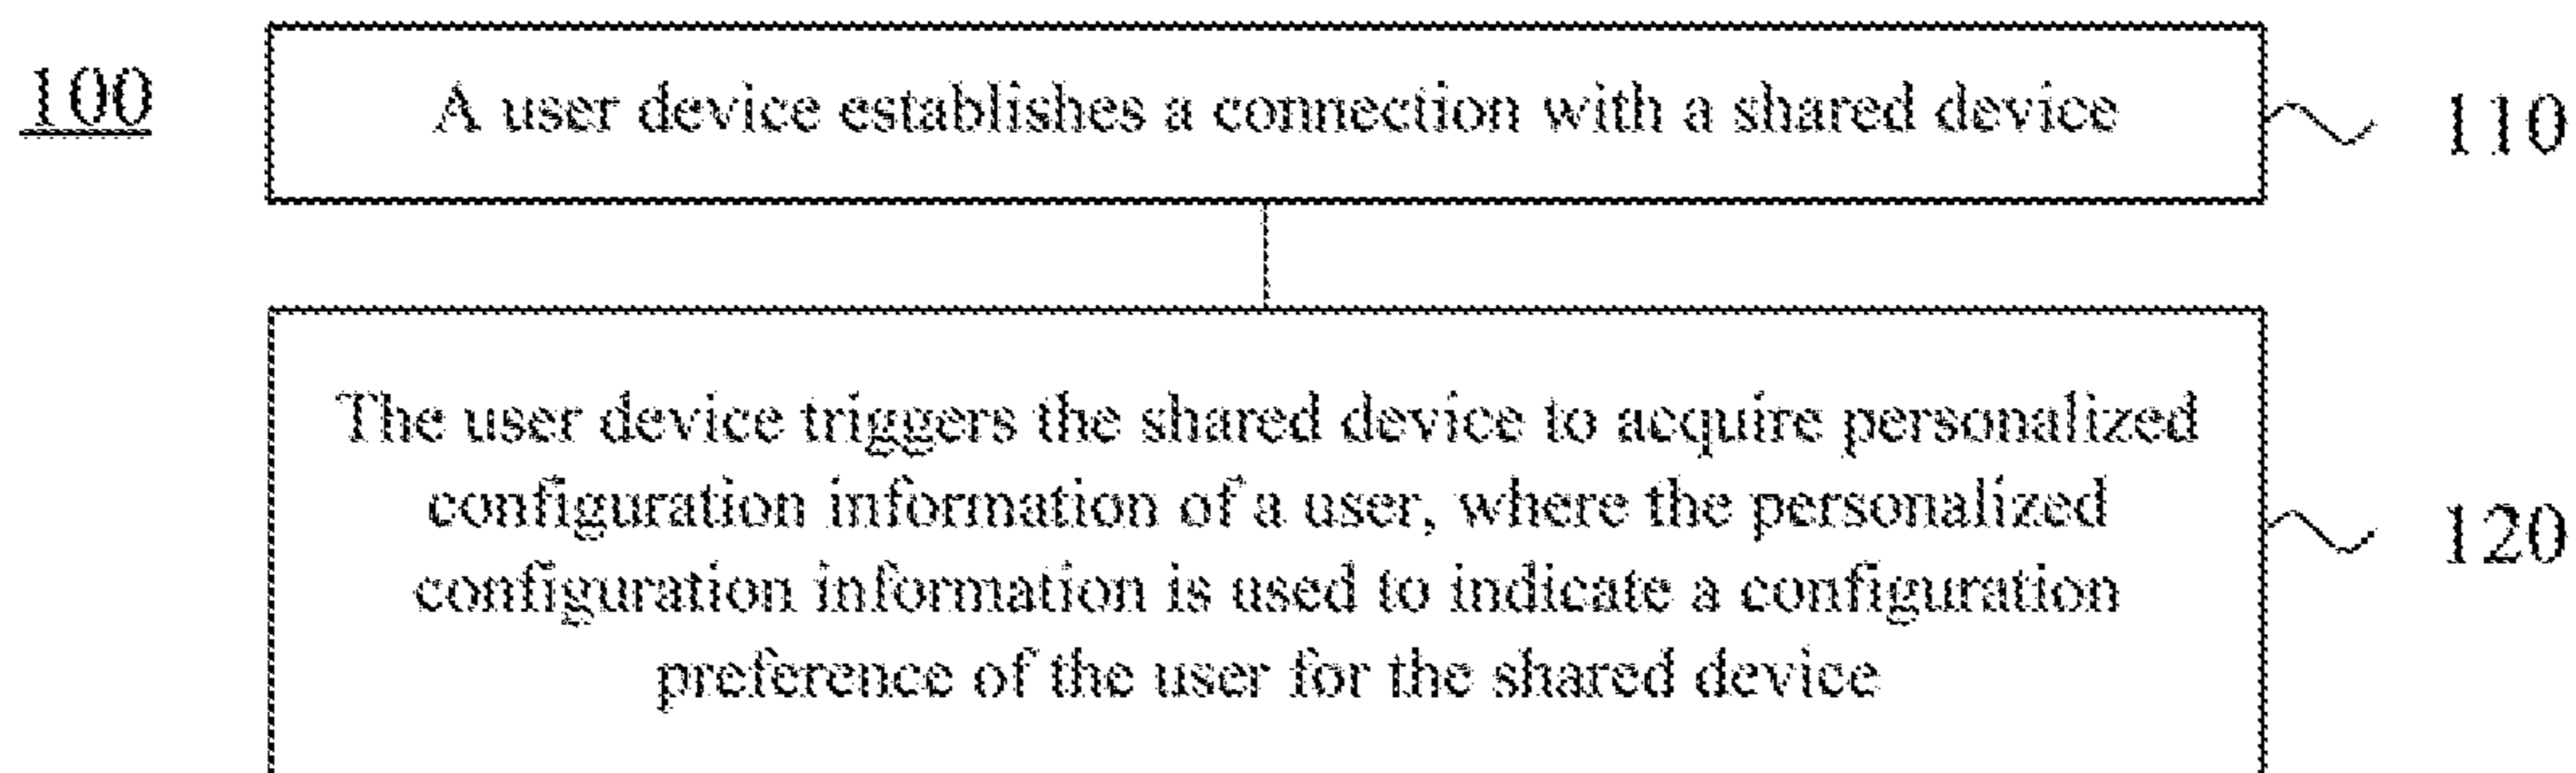 100
A user device establishes a connection with a shared device
110
The user device triggers the shared device to acquire personalized
configuration information of a user, where the personalized
configuration information is used to indicate a configuration
preference of the user for the shared device
120